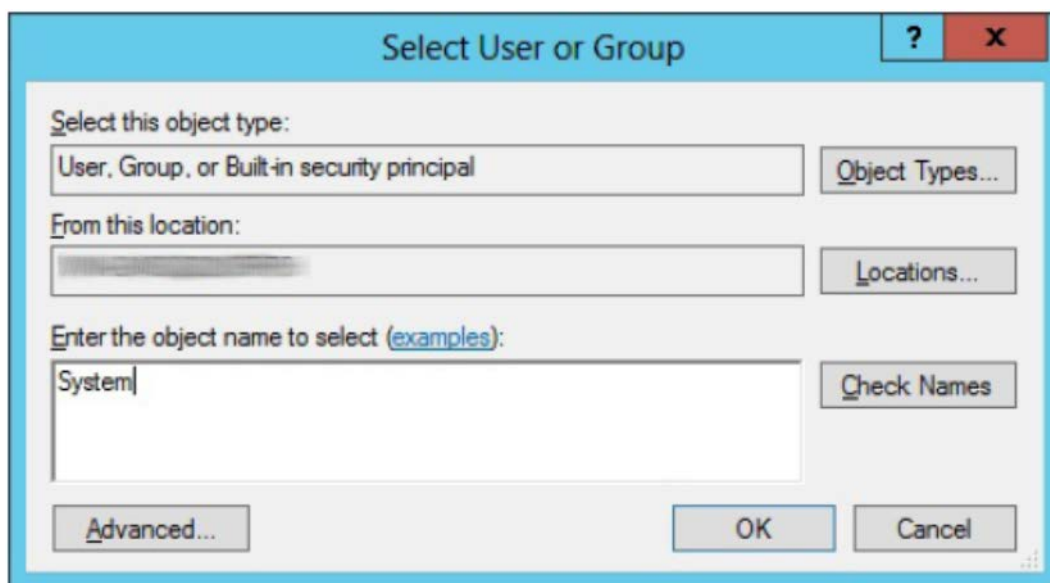 Select User or Group
?
x
Select this object type:
User, Group, or Built-in security principal
Object Types...
From this location:
Locations...
Enter the object name to select (examples):
System
Check Names
Advanced...
OK
Cancel